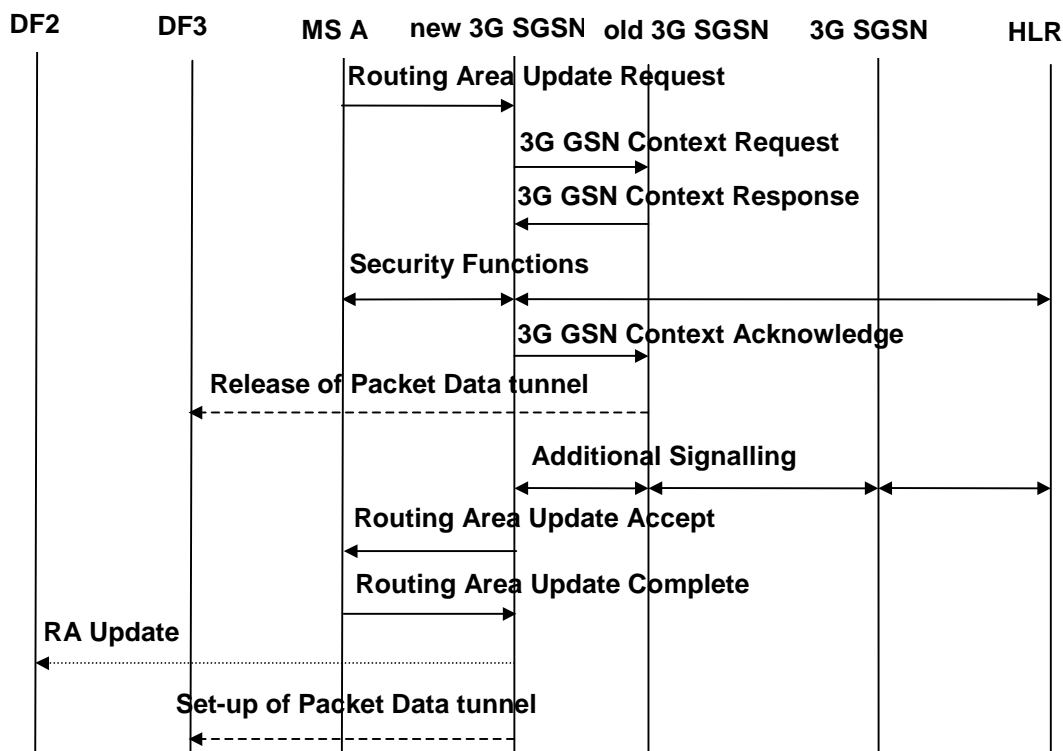 DF2 DF3 MS A new 3G SGSN old 3G SGSN 3G SGSN HLR
Routing Area Update Request
3G GSN Context Request
3G GSN Context Response
Security Functions
3G GSN Context Acknowledge
Release of Packet Data tunnel
Additional Signalling
Routing Area Update Accept
Routing Area Update Complete
RA Update
Set-up of Packet Data tunnel